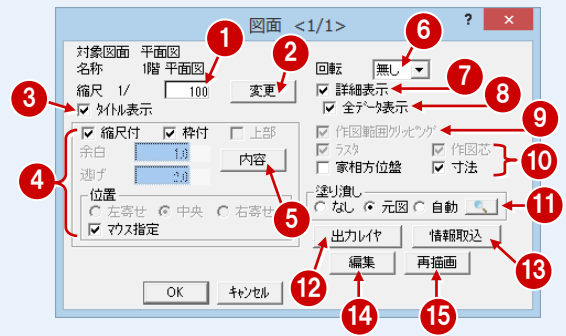 図面 <1/1>
? ×
対象図面 平面図
名称 1階 平面図
縮尺 1/ 100 変更
タイトル表示
縮尺付 枠付 上部
余白 1.0
逃げ 2.0
内容
位置
左寄せ 中央 右寄せ
マウス指定
OK キャンセル
回転 無し
詳細表示
全データ表示
作図範囲クリッピング
ラスタ 作図芯
家相方位盤 寸法
塗り潰し
なし 元図 自動
出力レイヤ 情報取込
編集 再描画
1
2
3
4
5
6
7
8
9
10
11
12
13
14
15